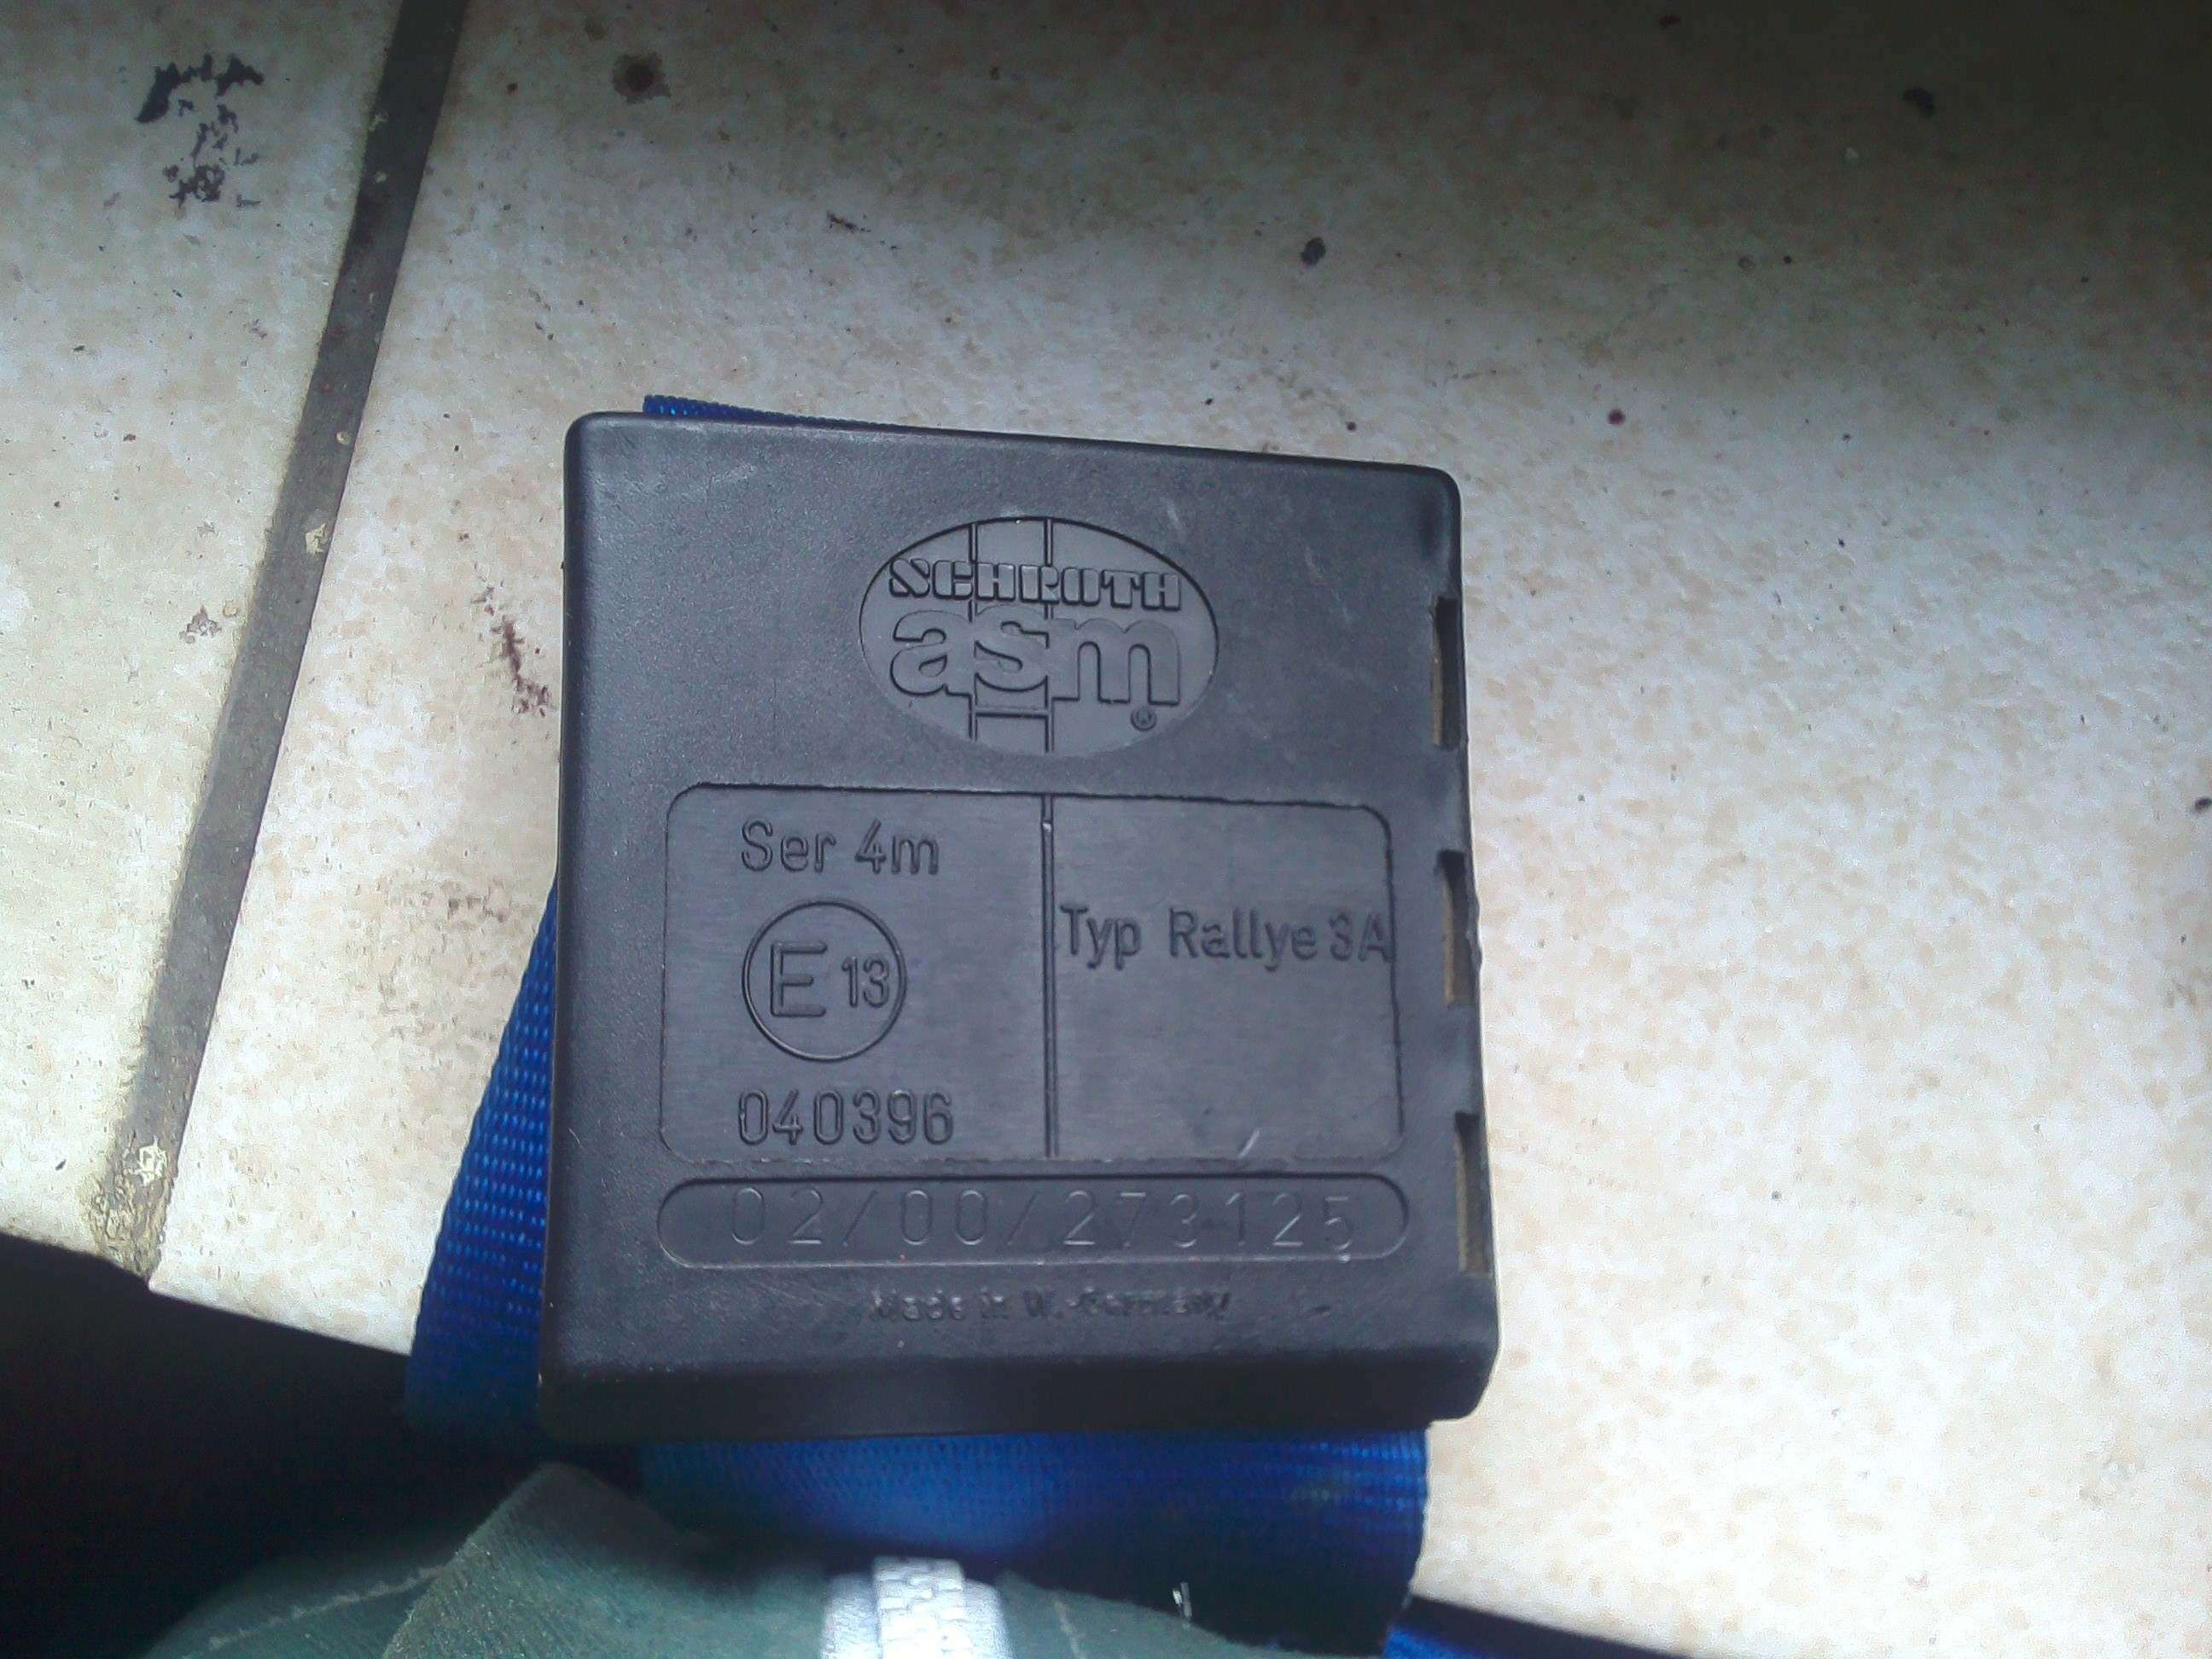 SCHROTH
asm
®
Ser 4m
E 13
040396
Typ Rallye 3A
02/00/273125
Made in W.-Germany